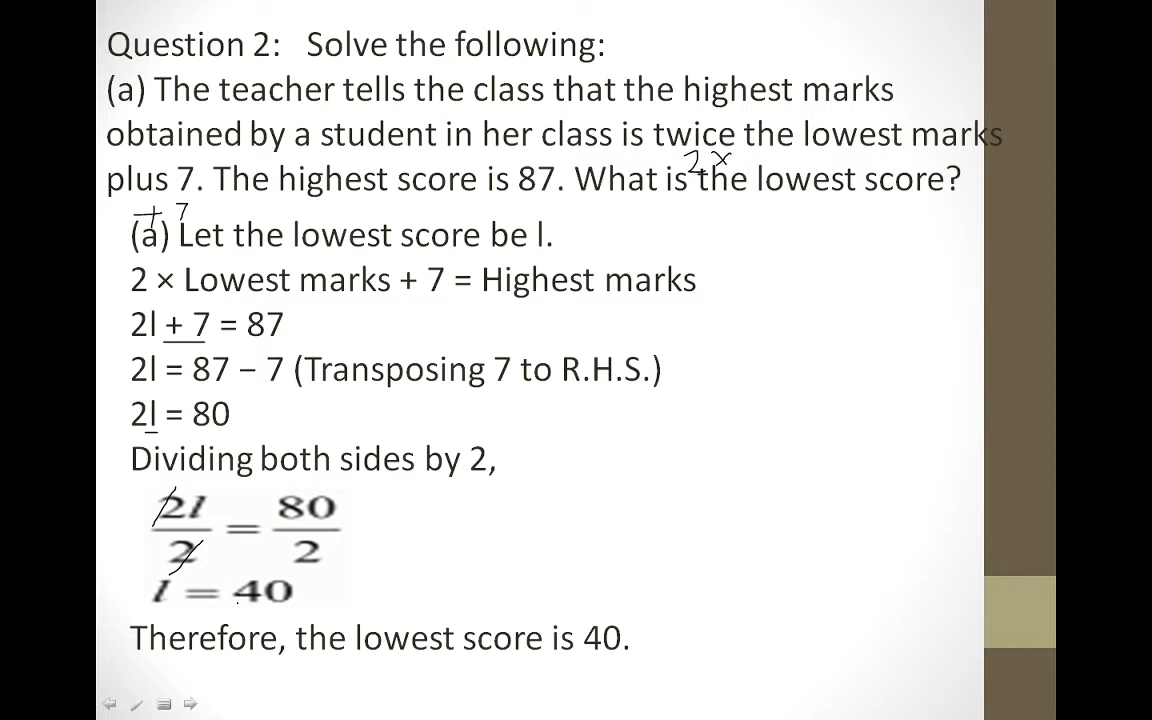 Question 2:   Solve the following:
(a) The teacher tells the class that the highest marks
obtained by a student in her class is twice the lowest marks
2 ×
plus 7. The highest score is 87. What is the lowest score?
+ 7
(a) Let the lowest score be l.
2 × Lowest marks + 7 = Highest marks
2l + 7 = 87
2l = 87 − 7 (Transposing 7 to R.H.S.)
2l = 80
Dividing both sides by 2,
2l/2 = 80/2
l = 40
Therefore, the lowest score is 40.